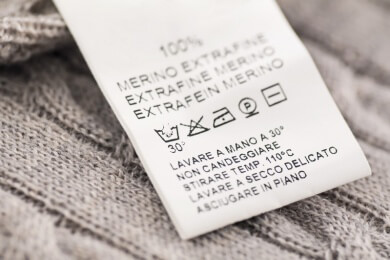 100%
MERINO EXTRAFINE
EXTRAFINE MERINO
EXTRAFEIN MERINO
30°
LAVARE A MANO A 30°
NON CANDEGGIARE
STIRARE TEMP. 110°C
LAVARE A SECCO DELICATO
ASCIUGARE IN PIANO